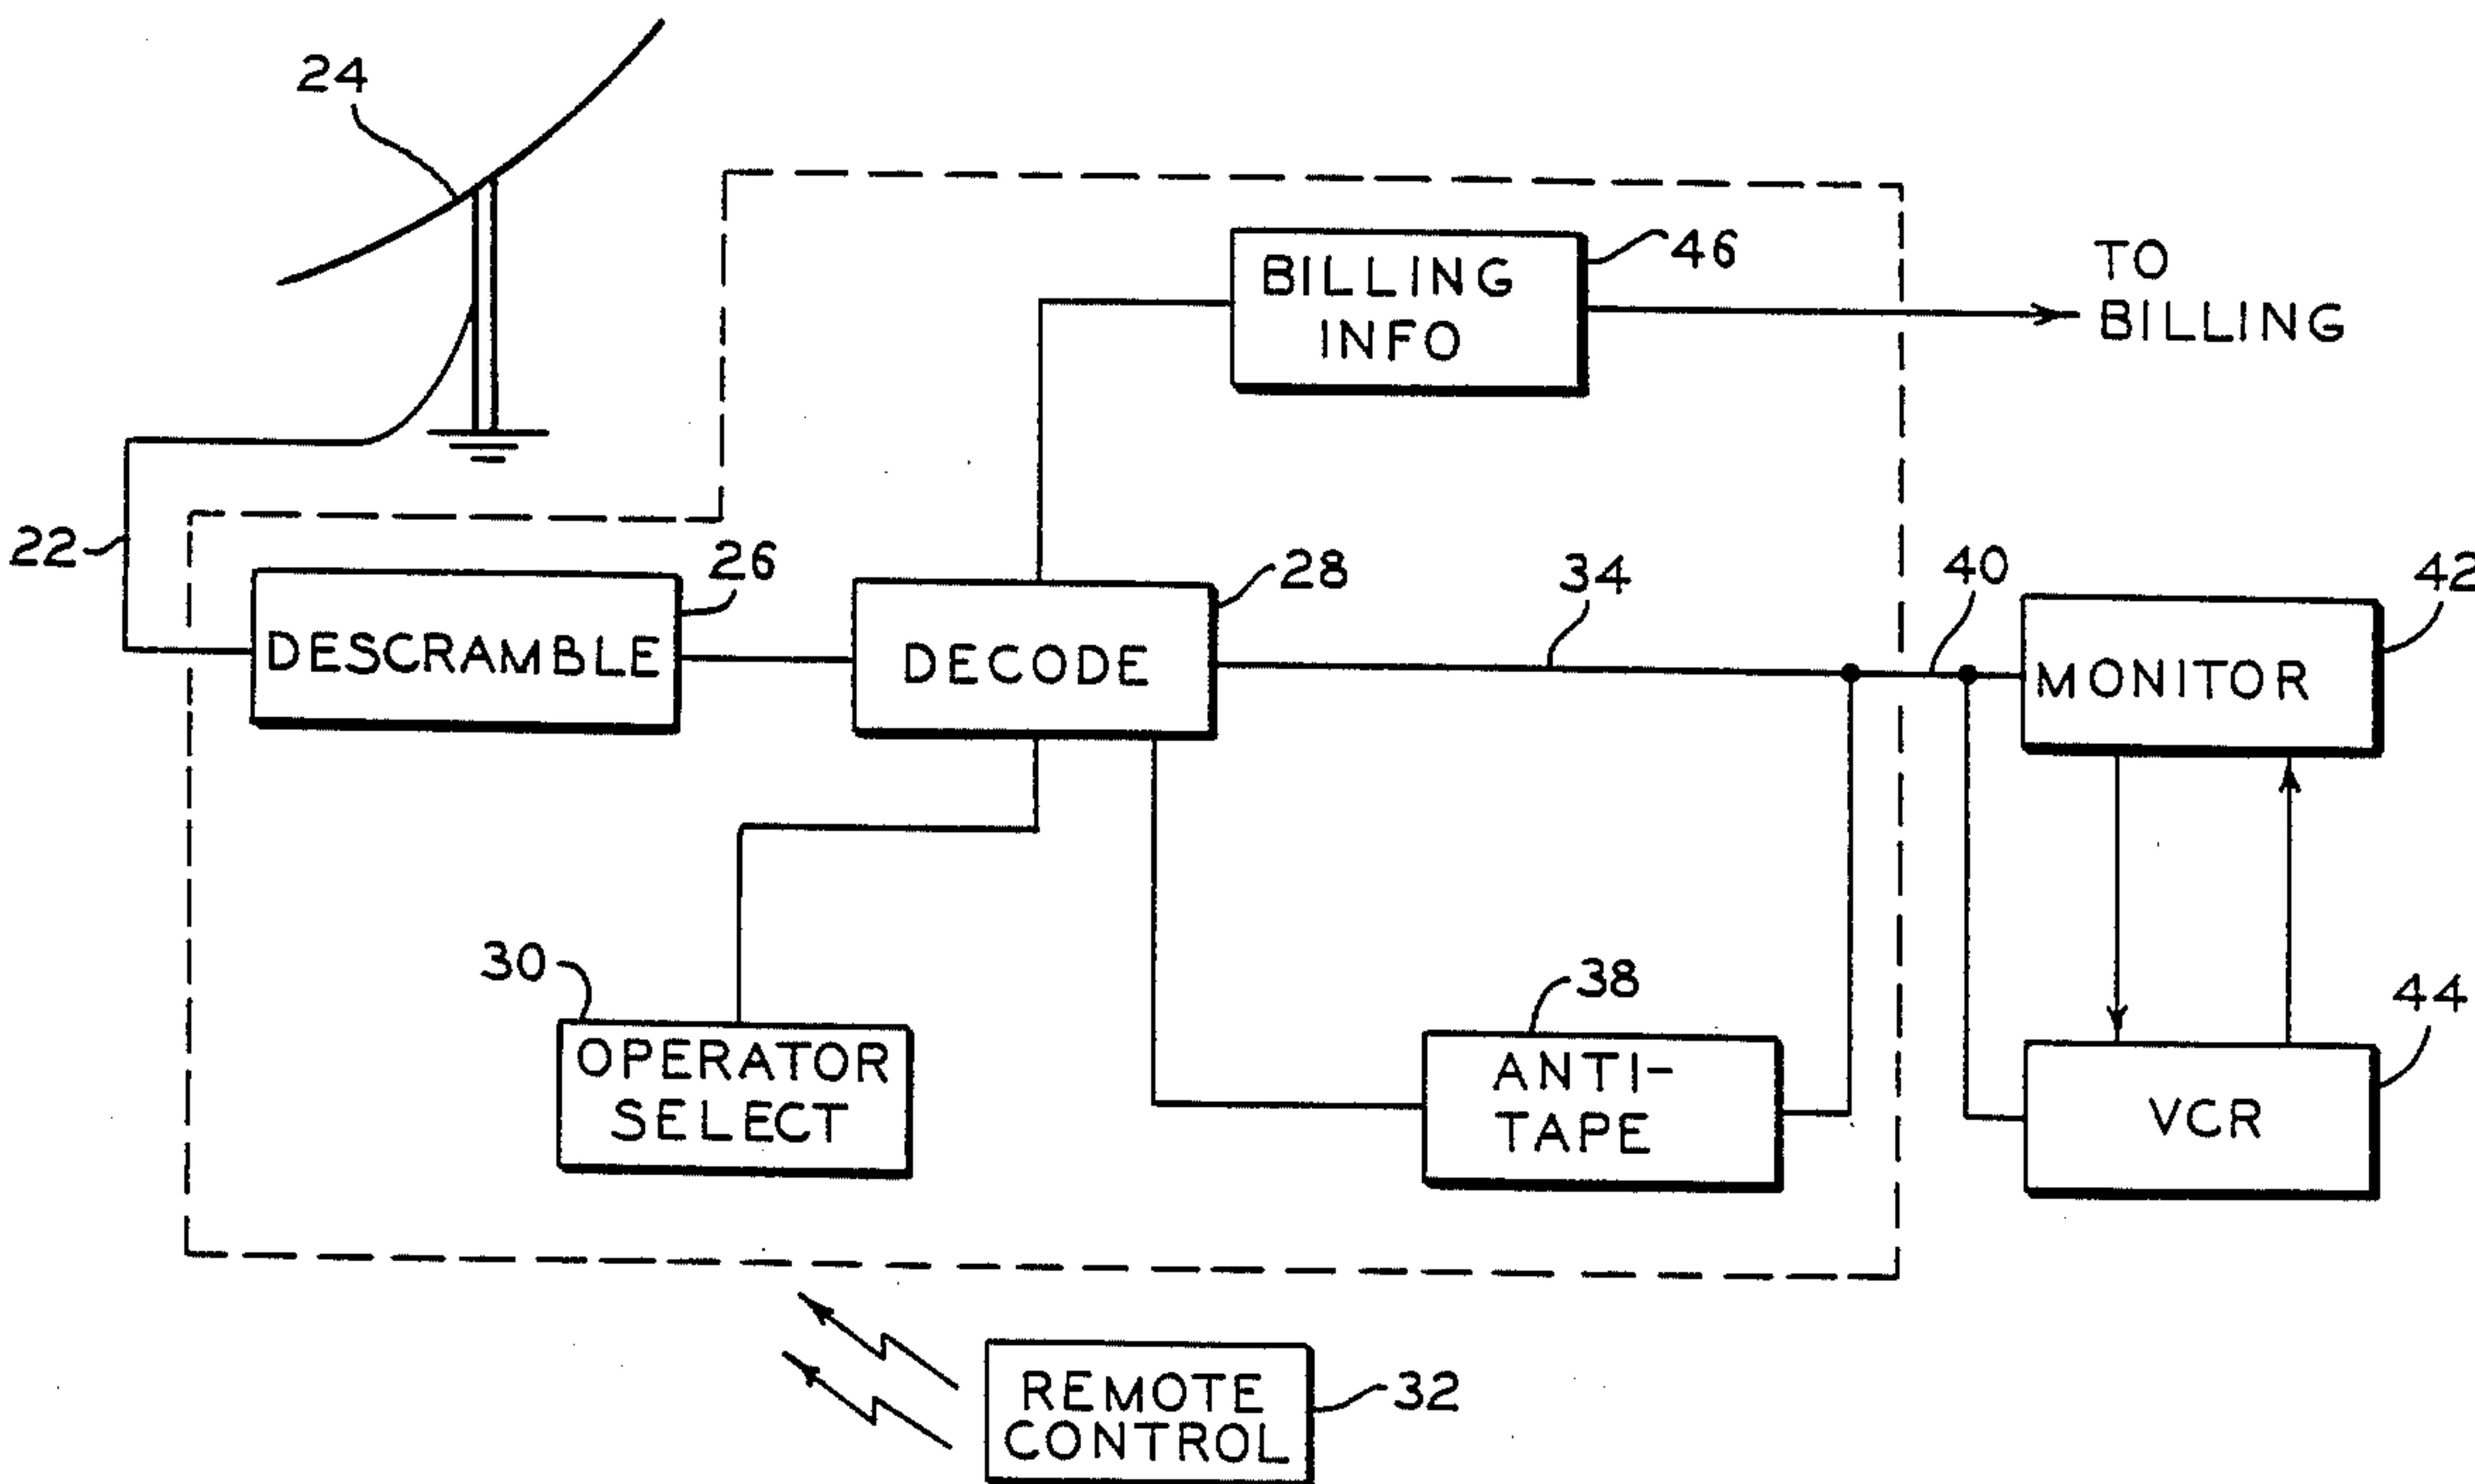 24
BILLING
INFO
46
TO
BILLING
22
DESCRAMBLE
26
DECODE
28
34
40
MONITOR
42
30
OPERATOR
SELECT
38
ANTI-
TAPE
44
VCR
REMOTE
CONTROL
32